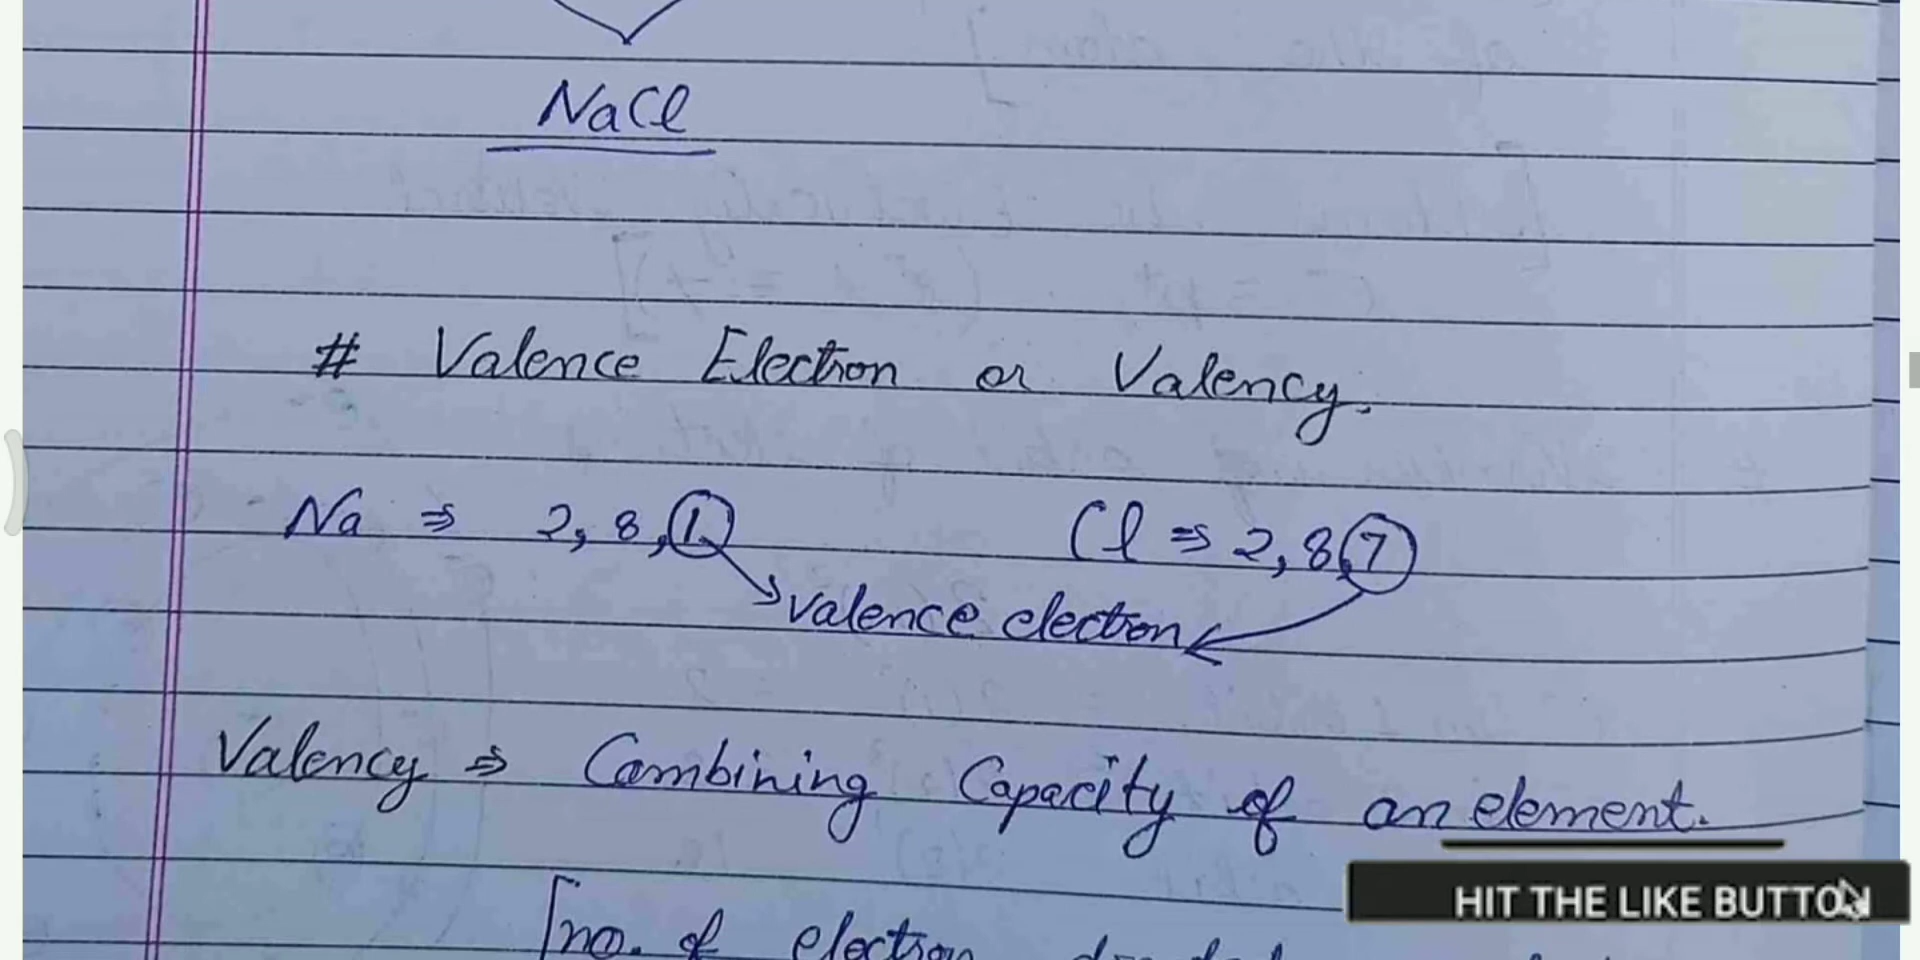 NaCl
# Valence Electron or Valency.
Na ⇒ 2, 8, 1 Cl ⇒ 2, 8, 7
valence electron
Valency ⇒ Combining Capacity of an element.
HIT THE LIKE BUTTON
[no. of electron